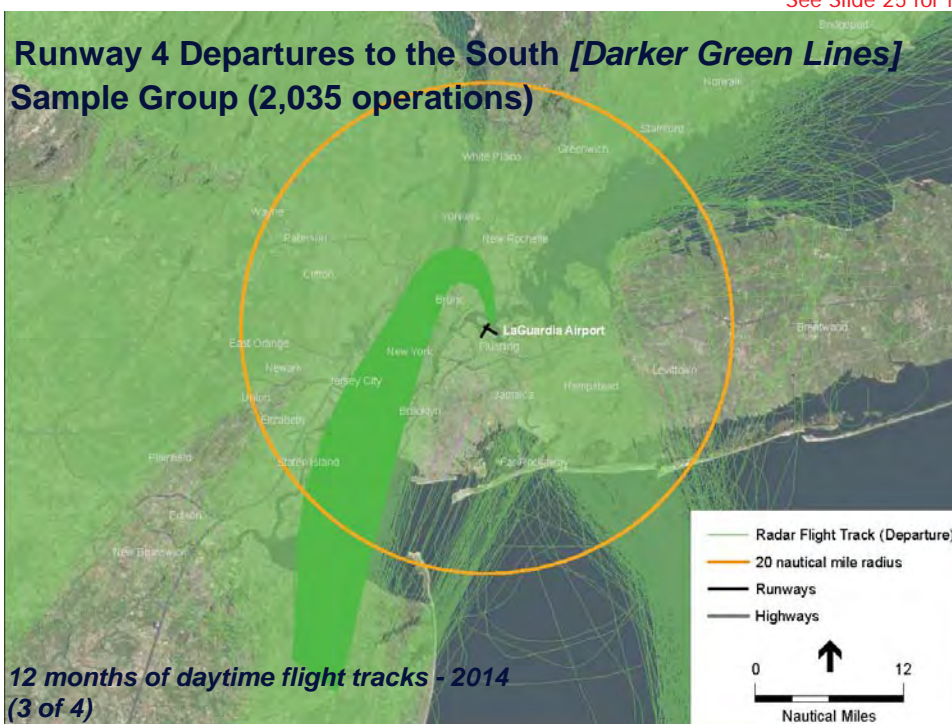 See Slide 25 for
Runway 4 Departures to the South [Darker Green Lines]
Sample Group (2,035 operations)
Bridgeport
Norwalk
Stamford
Greenwich
White Plains
Wayne
Yonkers
Paterson
New Rochelle
Clifton
Bronx
LaGuardia Airport
Brentwood
East Orange
New York
Flushing
Newark
Levittown
Jersey City
Hempstead
Union
Jamaica
Brooklyn
Elizabeth
Plainfield
Staten Island
Far Rockaway
Edison
New Brunswick
Radar Flight Track (Departure)
20 nautical mile radius
Runways
Highways
0 12
Nautical Miles
12 months of daytime flight tracks - 2014
(3 of 4)